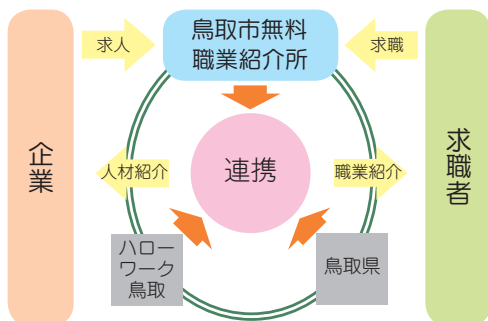 求人
鳥取市無料
職業紹介所
求職
企業
人材紹介
連携
職業紹介
求職者
ハロー
ワーク
鳥取
鳥取県